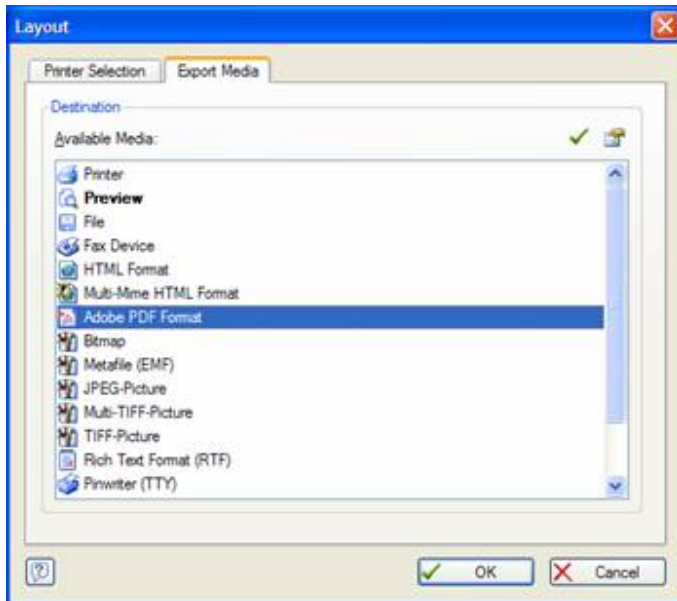 Layout
Printer Selection Export Media
Destination
Available Media:
Printer
Preview
File
Fax Device
HTML Format
Multi-Mime HTML Format
Adobe PDF Format
Bitmap
Metafile (EMF)
JPEG-Picture
Multi-TIFF-Picture
TIFF-Picture
Rich Text Format (RTF)
Pinwriter (TTY)
OK Cancel